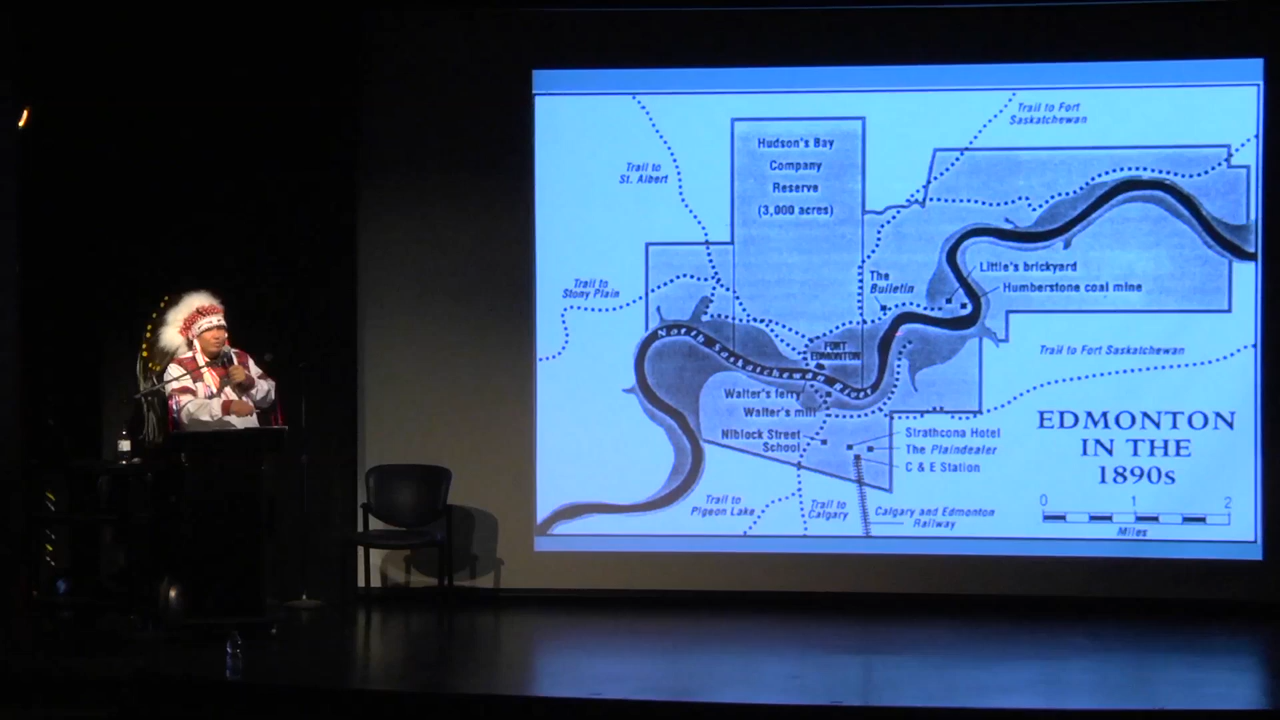 Trail to Fort
Saskatchewan
Hudson's Bay
Company
Reserve
(3,000 acres)
Trail to
St. Albert
Little's brickyard
The
Bulletin
Humberstone coal mine
Trail to
Stony Plain
North Saskatchewan River
FORT
EDMONTON
Trail to Fort Saskatchewan
Walter's ferry
Walter's mill
EDMONTON
IN THE
1890s
Niblock Street
School
Strathcona Hotel
The Plaindealer
C & E Station
Trail to
Pigeon Lake
Trail to
Calgary
Calgary and Edmonton
Railway
0 1 2
Miles